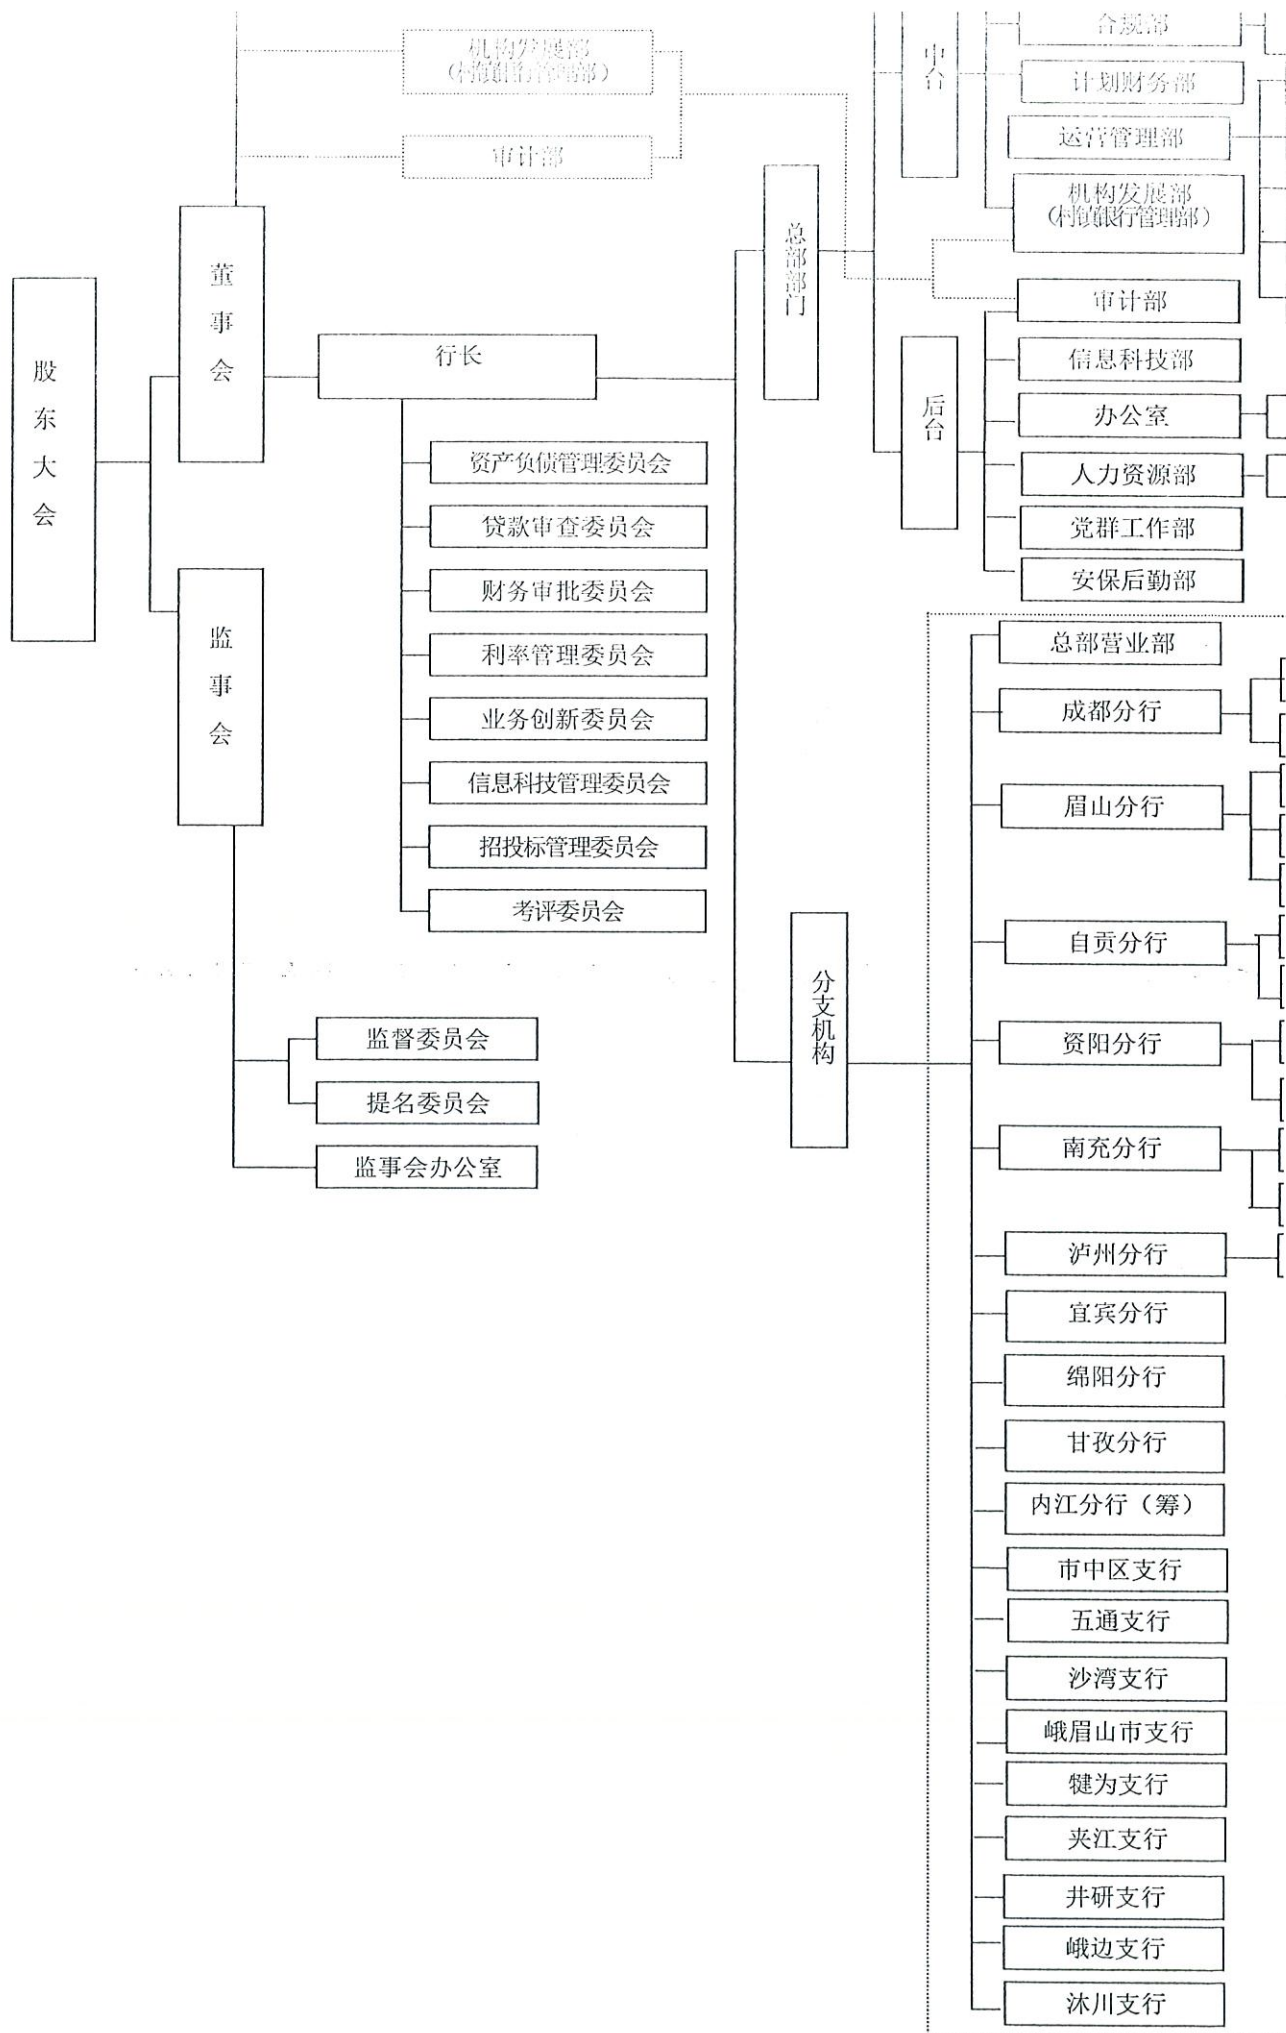 机构发展部
（村镇银行管理部）
审计部
股东大会
董事会
监事会
行长
资产负债管理委员会
贷款审查委员会
财务审批委员会
利率管理委员会
业务创新委员会
信息科技管理委员会
招投标管理委员会
考评委员会
监督委员会
提名委员会
监事会办公室
总部部门
中台
合规部
计划财务部
运营管理部
机构发展部
（村镇银行管理部）
后台
审计部
信息科技部
办公室
人力资源部
党群工作部
安保后勤部
分支机构
总部营业部
成都分行
眉山分行
自贡分行
资阳分行
南充分行
泸州分行
宜宾分行
绵阳分行
甘孜分行
内江分行（筹）
市中区支行
五通支行
沙湾支行
峨眉山市支行
犍为支行
夹江支行
井研支行
峨边支行
沐川支行